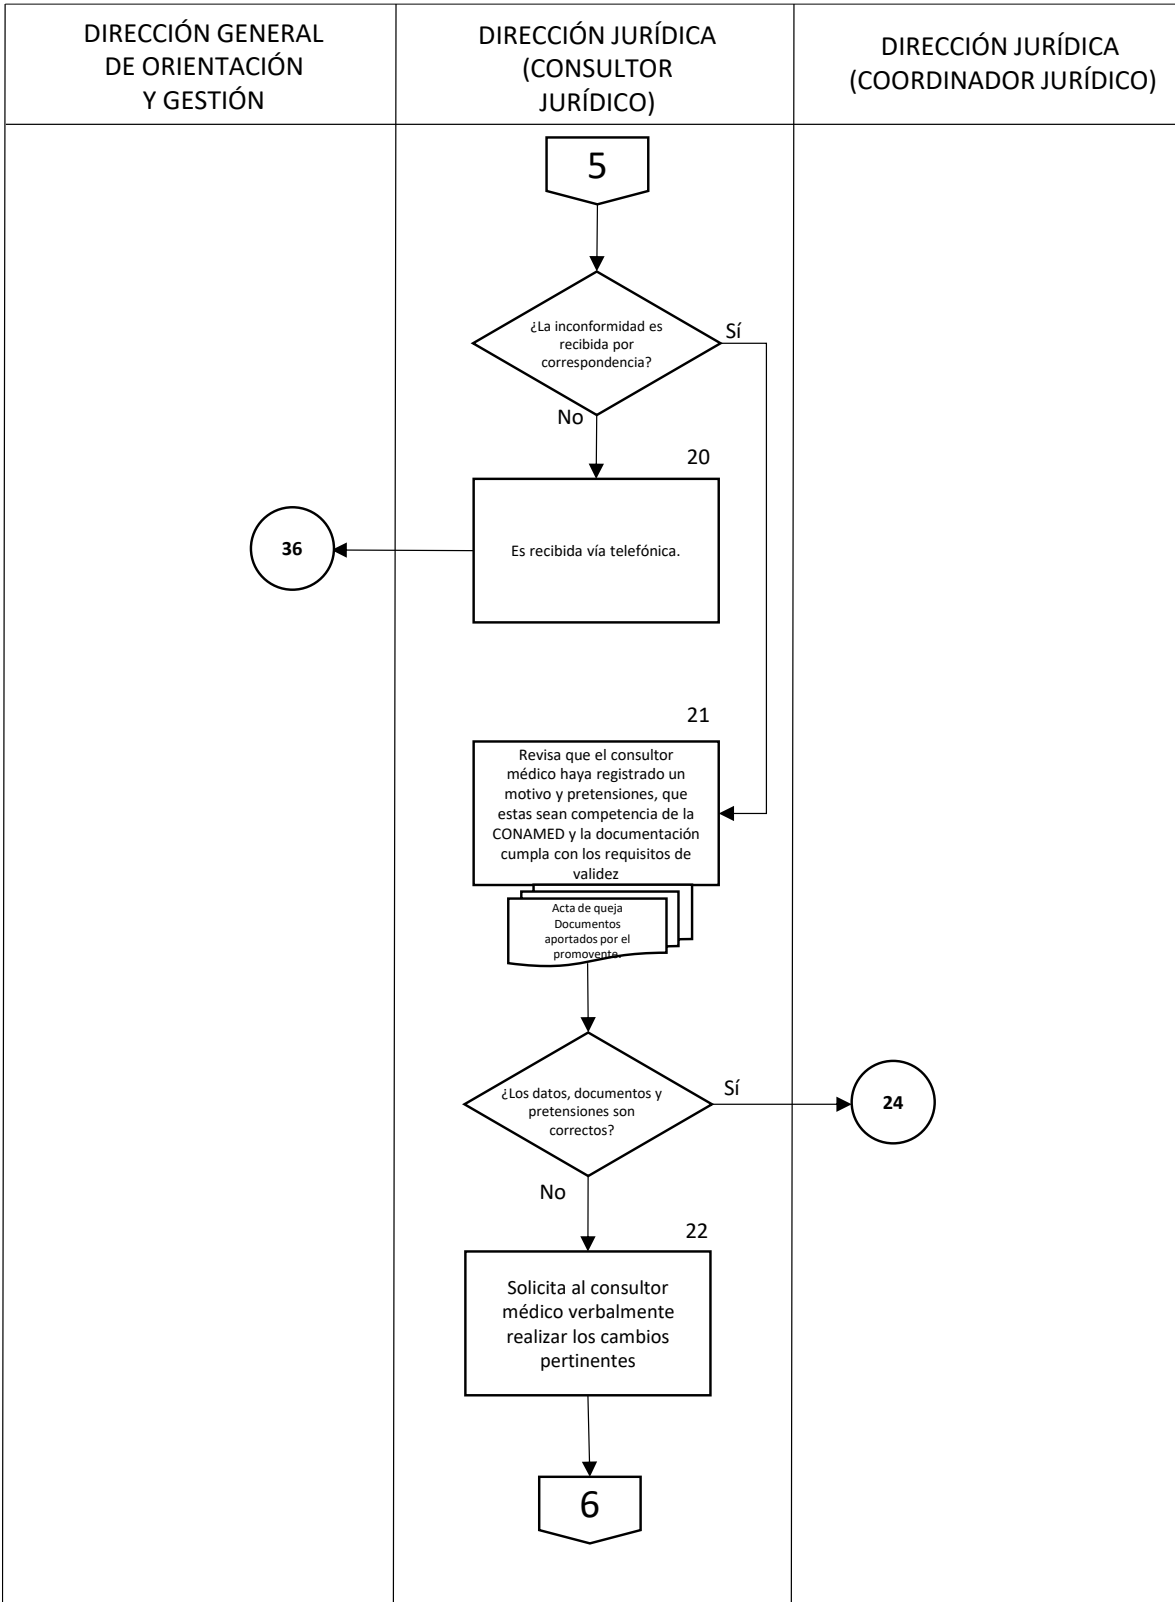 DIRECCIÓN GENERAL
DE ORIENTACIÓN
Y GESTIÓN
DIRECCIÓN JURÍDICA
(CONSULTOR
JURÍDICO)
DIRECCIÓN JURÍDICA
(COORDINADOR JURÍDICO)
5
¿La inconformidad es
recibida por
correspondencia?
Sí
No
20
Es recibida vía telefónica.
36
21
Revisa que el consultor
médico haya registrado un
motivo y pretensiones, que
estas sean competencia de la
CONAMED y la documentación
cumpla con los requisitos de
validez
Acta de queja
Documentos
aportados por el
promovente.
¿Los datos, documentos y
pretensiones son
correctos?
Sí
24
No
22
Solicita al consultor
médico verbalmente
realizar los cambios
pertinentes
6